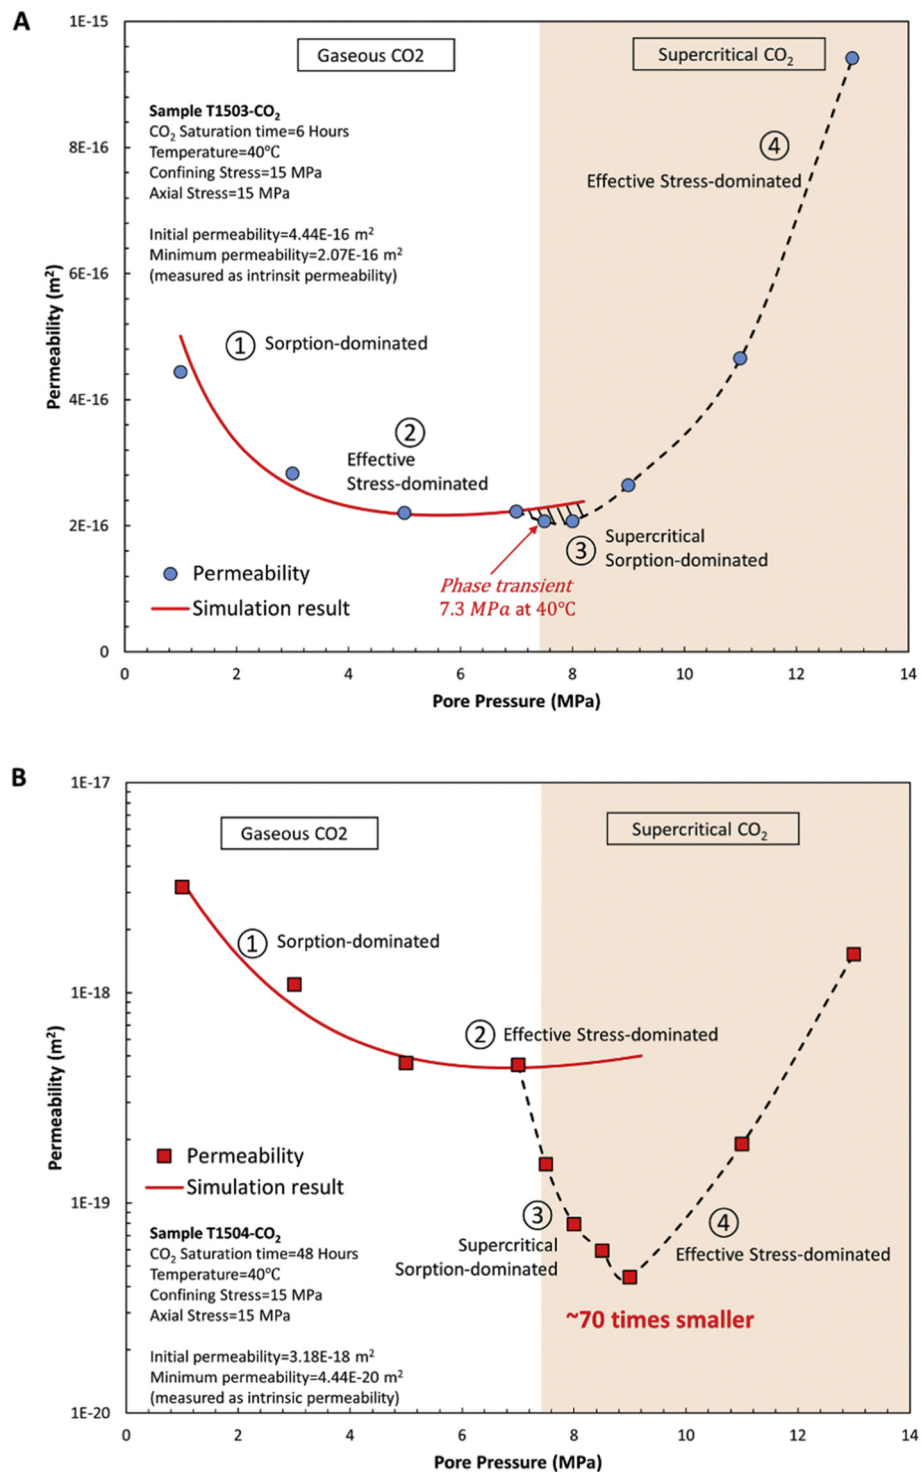 A
1E-15
8E-16
6E-16
4E-16
2E-16
0
Permeability (m²)
Gaseous CO2
Supercritical CO₂
Sample T1503-CO₂
CO₂ Saturation time=6 Hours
Temperature=40℃
Confining Stress=15 MPa
Axial Stress=15 MPa
Initial permeability=4.44E-16 m²
Minimum permeability=2.07E-16 m²
(measured as intrinsit permeability)
④
Effective Stress-dominated
① Sorption-dominated
②
Effective
Stress-dominated
③ Supercritical
Sorption-dominated
Phase transient
7.3 MPa at 40℃
Permeability
Simulation result
0 2 4 6 8 10 12 14
Pore Pressure (MPa)
B
1E-17
1E-18
1E-19
1E-20
Permeability (m²)
Gaseous CO2
Supercritical CO₂
① Sorption-dominated
② Effective Stress-dominated
Permeability
Simulation result
③
Supercritical
Sorption-dominated
④
Effective Stress-dominated
~70 times smaller
Sample T1504-CO₂
CO₂ Saturation time=48 Hours
Temperature=40℃
Confining Stress=15 MPa
Axial Stress=15 MPa
Initial permeability=3.18E-18 m²
Minimum permeability=4.44E-20 m²
(measured as intrinsic permeability)
0 2 4 6 8 10 12 14
Pore Pressure (MPa)